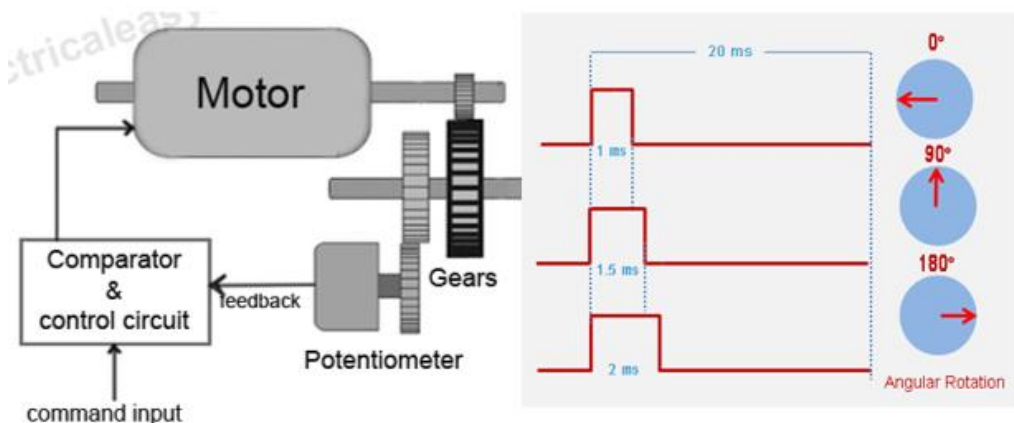 ctricaleasy
Motor
Comparator
&
control circuit
feedback
Gears
Potentiometer
command input
20 ms
0°
1 ms
90°
1.5 ms
180°
2 ms
Angular Rotation